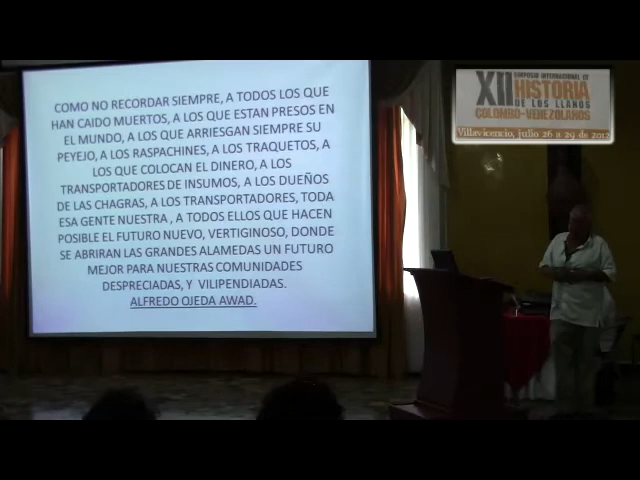 COMO NO RECORDAR SIEMPRE, A TODOS LOS QUE
HAN CAIDO MUERTOS, A LOS QUE ESTAN PRESOS EN
EL MUNDO, A LOS QUE ARRIESGAN SIEMPRE SU
PEYEJO, A LOS RASPACHINES, A LOS TRAQUETOS, A
LOS QUE COLOCAN EL DINERO, A LOS
TRANSPORTADORES DE INSUMOS, A LOS DUEÑOS
DE LAS CHAGRAS, A LOS TRANSPORTADORES, TODA
ESA GENTE NUESTRA , A TODOS ELLOS QUE HACEN
POSIBLE EL FUTURO NUEVO, VERTIGINOSO, DONDE
SE ABRIRAN LAS GRANDES ALAMEDAS UN FUTURO
MEJOR PARA NUESTRAS COMUNIDADES
DESPRECIADAS, Y VILIPENDIADAS.
ALFREDO OJEDA AWAD.
XII SIMPOSIO INTERNACIONAL DE
HISTORIA
DE LOS LLANOS
COLOMBO-VENEZOLANOS
Villavicencio, julio 26 a 29 de 2012